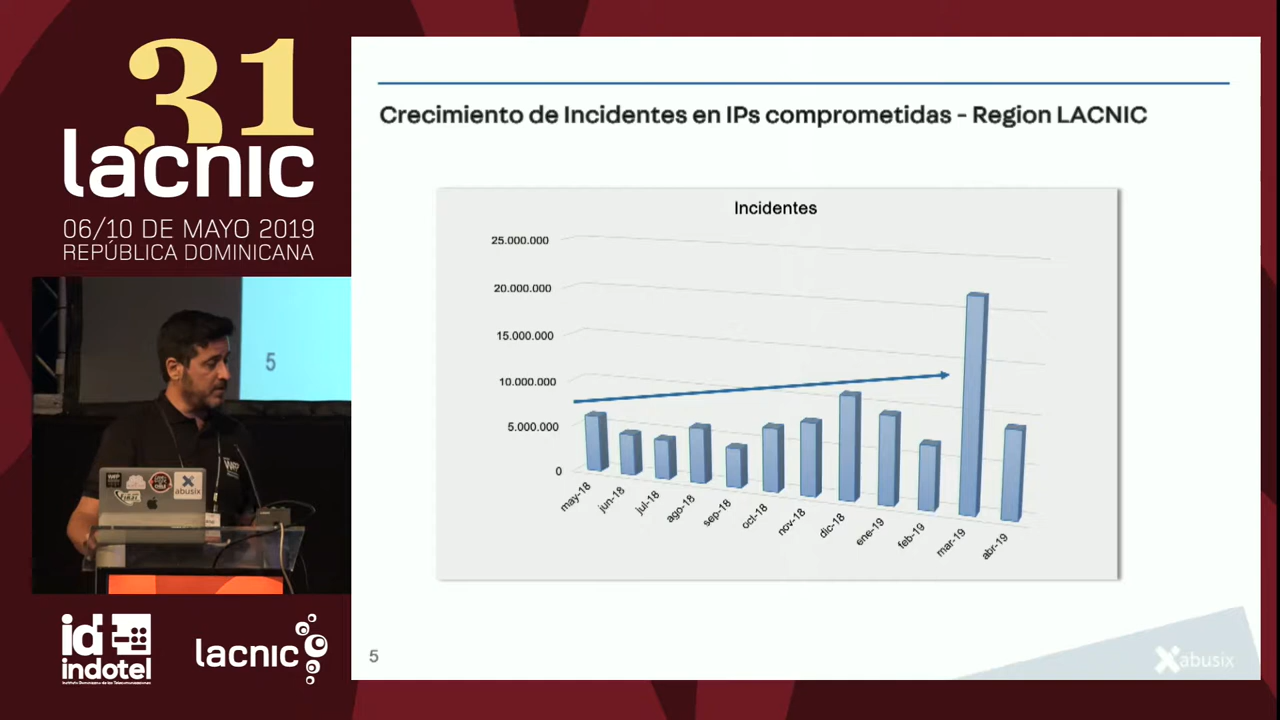 31
lacnic
06/10 DE MAYO 2019
REPÚBLICA DOMINICANA
5
abusix
id
indotel
Instituto Dominicano de las Telecomunicaciones
lacnic
Crecimiento de Incidentes en IPs comprometidas - Region LACNIC
Incidentes
25.000.000
20.000.000
15.000.000
10.000.000
5.000.000
0
may-18
jun-18
jul-18
ago-18
sep-18
oct-18
nov-18
dic-18
ene-19
feb-19
mar-19
abr-19
5
abusix